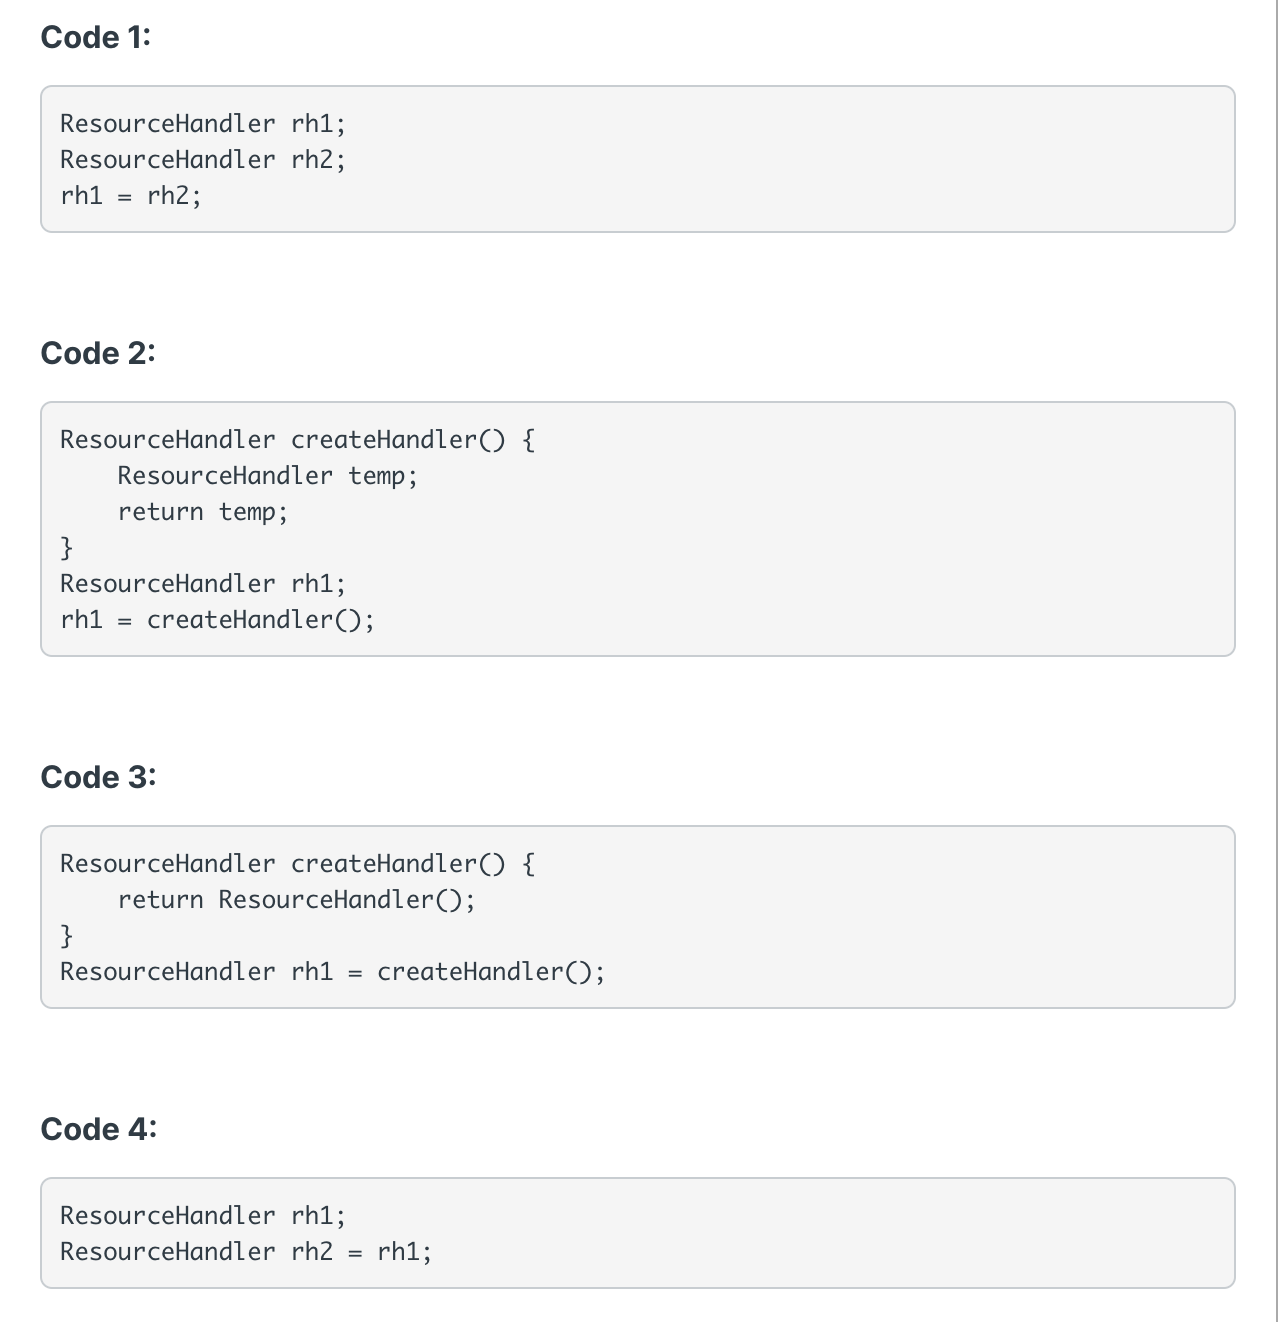 Code 1:
ResourceHandler rh1;
ResourceHandler rh2;
rh1 = rh2;
Code 2:
ResourceHandler createHandler() {
    ResourceHandler temp;
    return temp;
}
ResourceHandler rh1;
rh1 = createHandler();
Code 3:
ResourceHandler createHandler() {
    return ResourceHandler();
}
ResourceHandler rh1 = createHandler();
Code 4:
ResourceHandler rh1;
ResourceHandler rh2 = rh1;